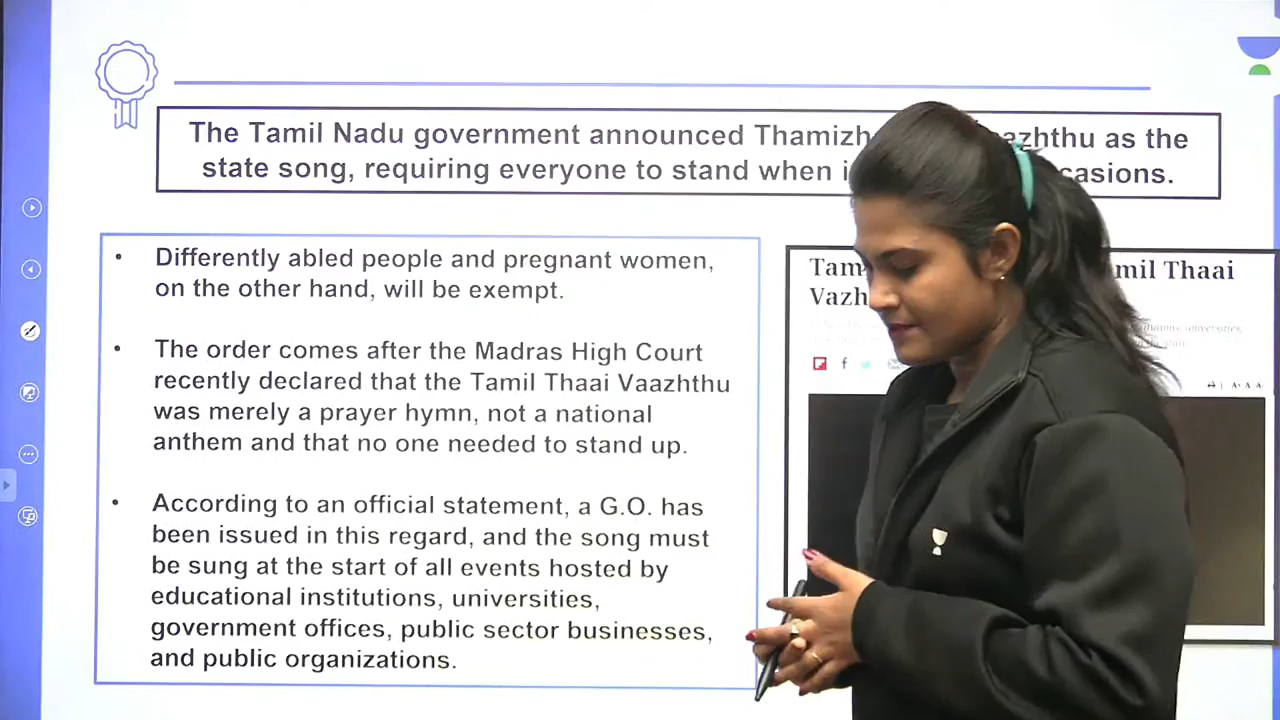 The Tamil Nadu government announced Thamizh aazhthu as the
state song, requiring everyone to stand when i casions.
• Differently abled people and pregnant women,
on the other hand, will be exempt.
• The order comes after the Madras High Court
recently declared that the Tamil Thaai Vaazhthu
was merely a prayer hymn, not a national
anthem and that no one needed to stand up.
• According to an official statement, a G.O. has
been issued in this regard, and the song must
be sung at the start of all events hosted by
educational institutions, universities,
government offices, public sector businesses,
and public organizations.
Tam mil Thaai
Vazh
universities,